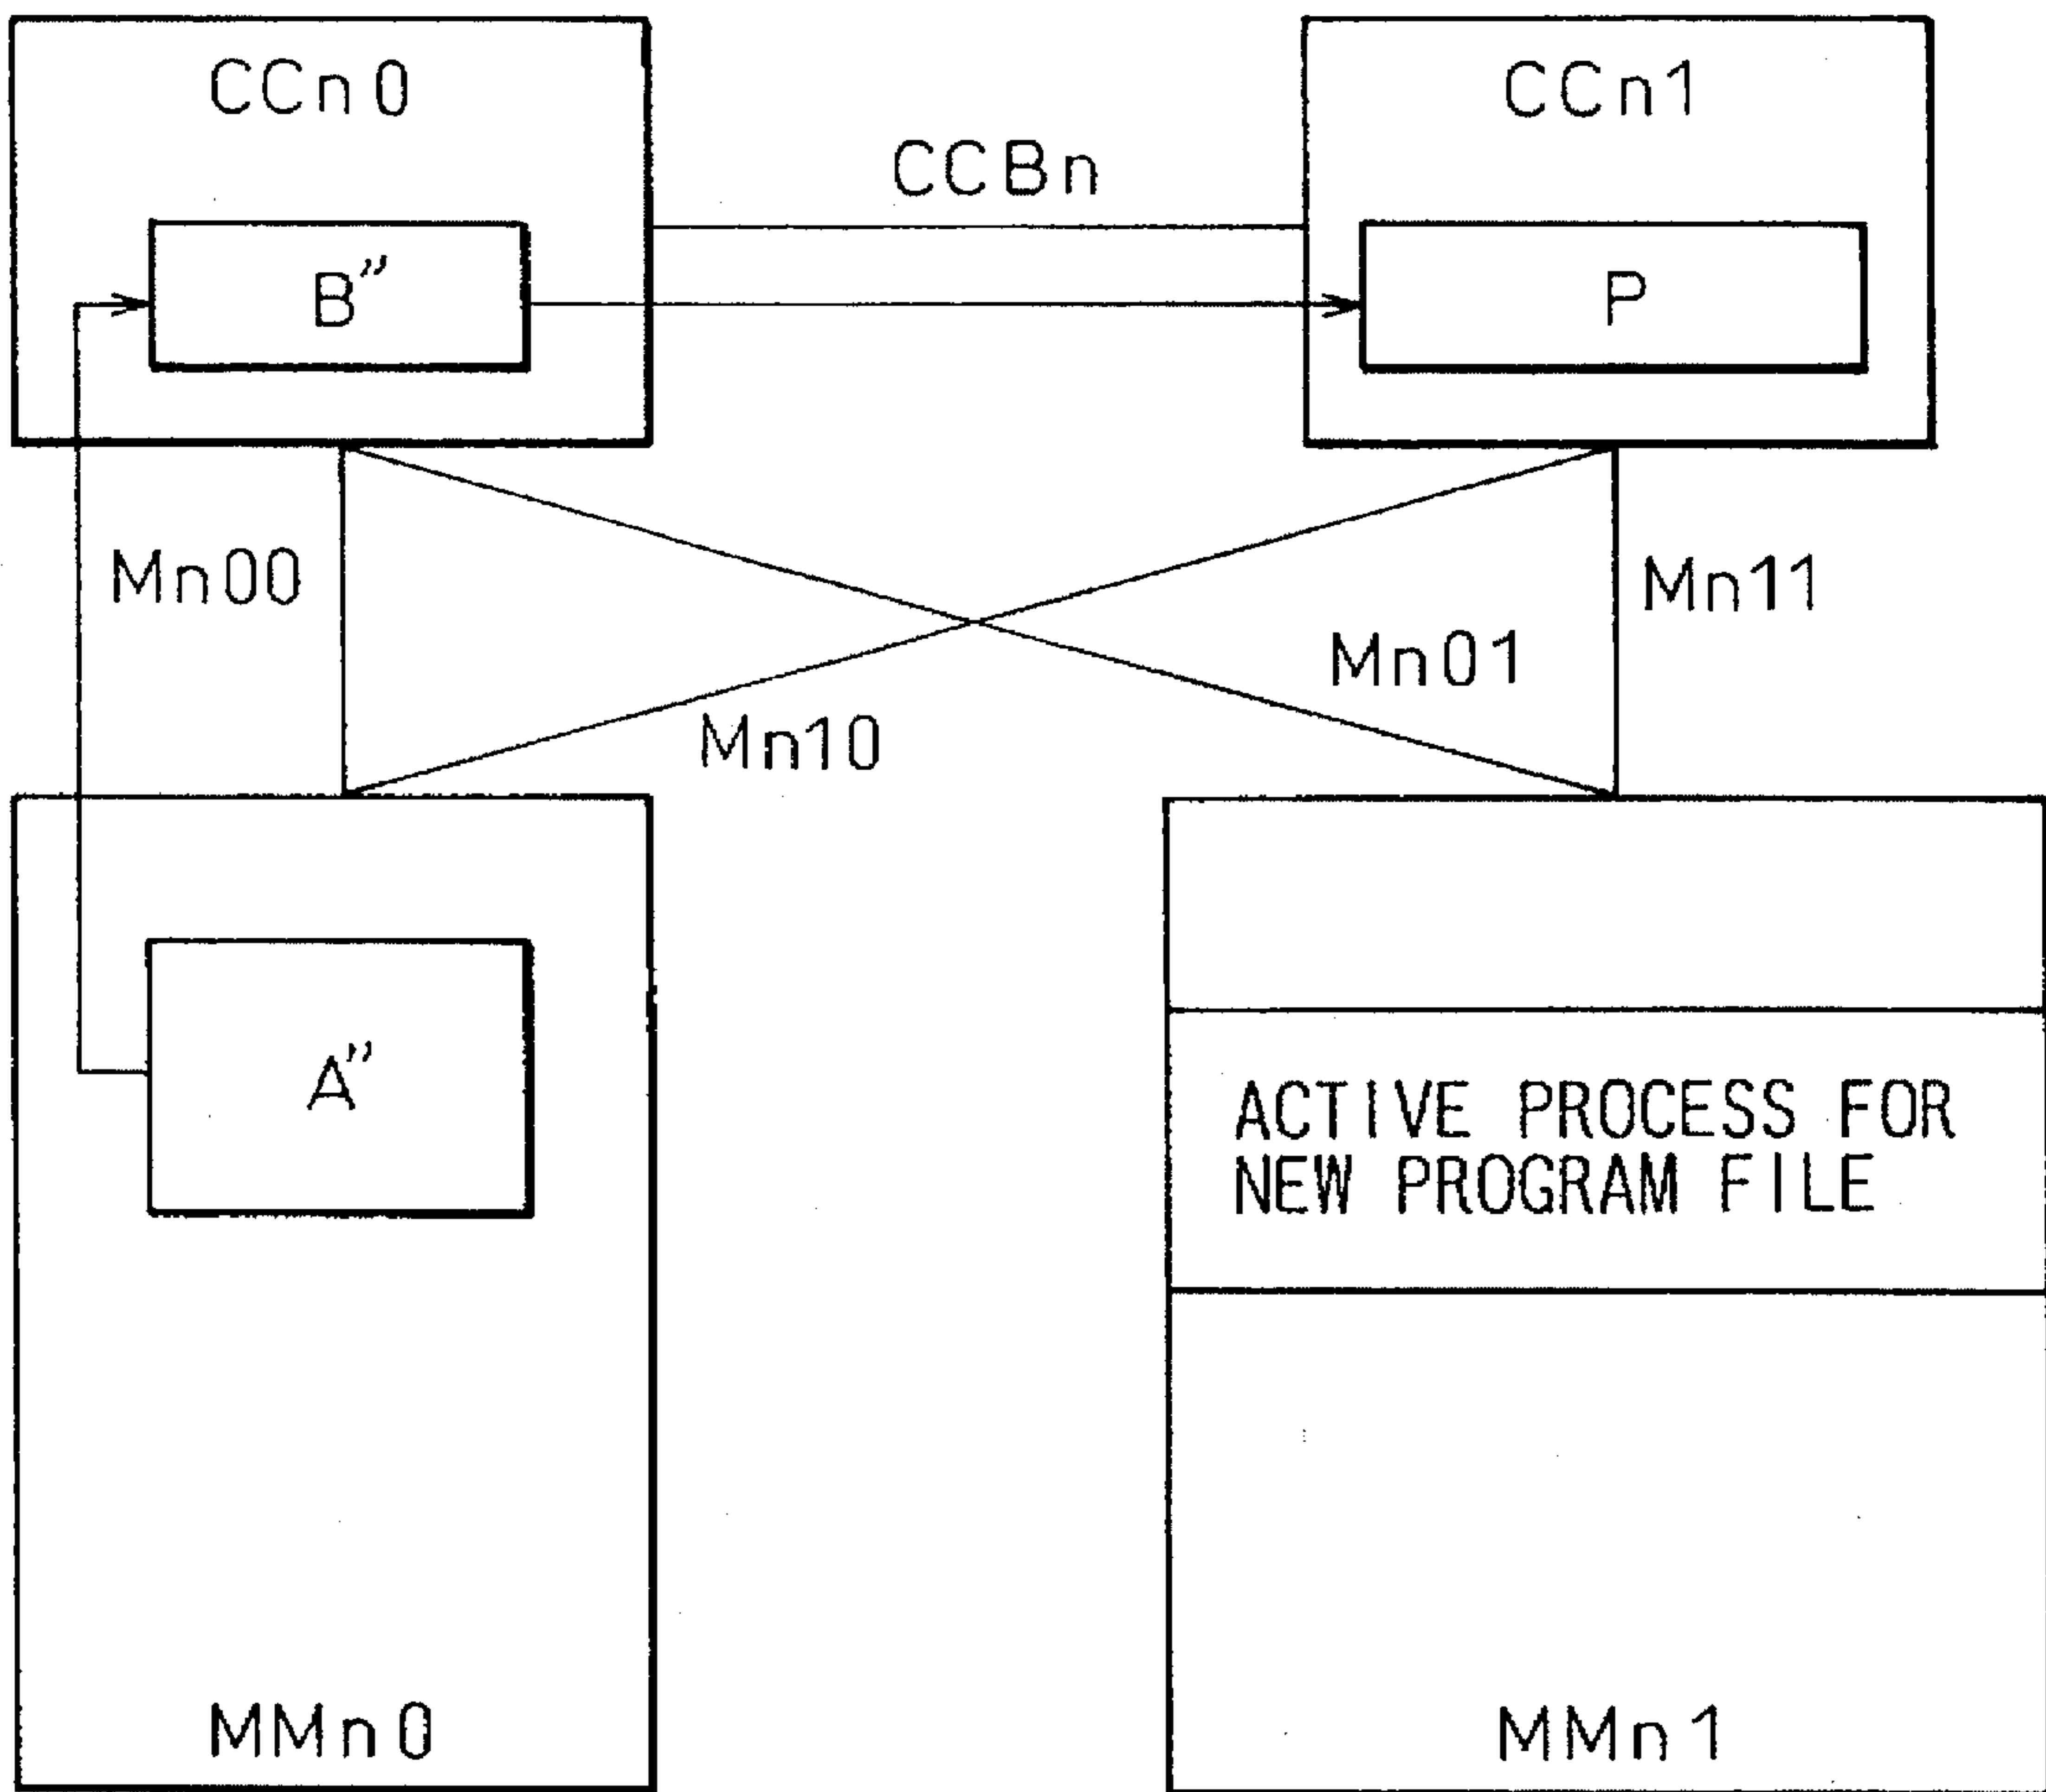 CCn0
CCn1
CCBn
B”
P
Mn00
Mn11
Mn01
Mn10
A”
ACTIVE PROCESS FOR
NEW PROGRAM FILE
MMn0
MMn1